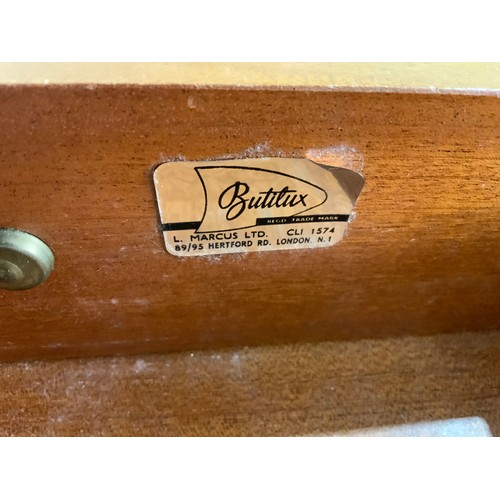 Butilux
REGD TRADE MARK
L. MARCUS LTD. CLI 1574
89/95 HERTFORD RD. LONDON. N.1